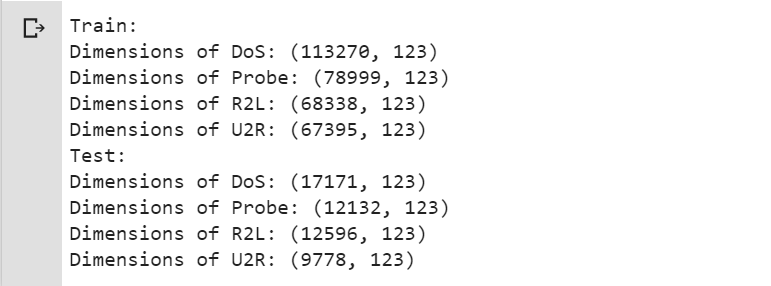 Train:
Dimensions of DoS: (113270, 123)
Dimensions of Probe: (78999, 123)
Dimensions of R2L: (68338, 123)
Dimensions of U2R: (67395, 123)
Test:
Dimensions of DoS: (17171, 123)
Dimensions of Probe: (12132, 123)
Dimensions of R2L: (12596, 123)
Dimensions of U2R: (9778, 123)